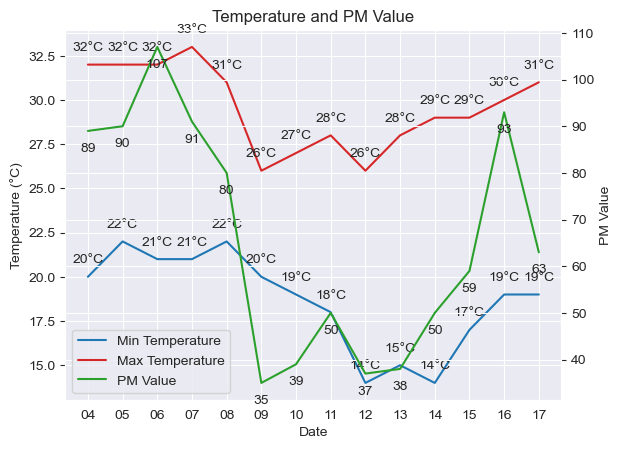 Temperature and PM Value
33°C
32°C 32°C 32°C 31°C 31°C
30°C
29°C 29°C
28°C 28°C
27°C
26°C 26°C
107
89 90 91 80 93
22°C 22°C
20°C 21°C 21°C 20°C
19°C 19°C 19°C
18°C
17°C
15°C
14°C 14°C
35 39 50 37 38 50 59 63
32.5
30.0
27.5
25.0
22.5
20.0
17.5
15.0
Temperature (°C)
110
100
90
80
70
60
50
40
PM Value
Min Temperature
Max Temperature
PM Value
04 05 06 07 08 09 10 11 12 13 14 15 16 17
Date